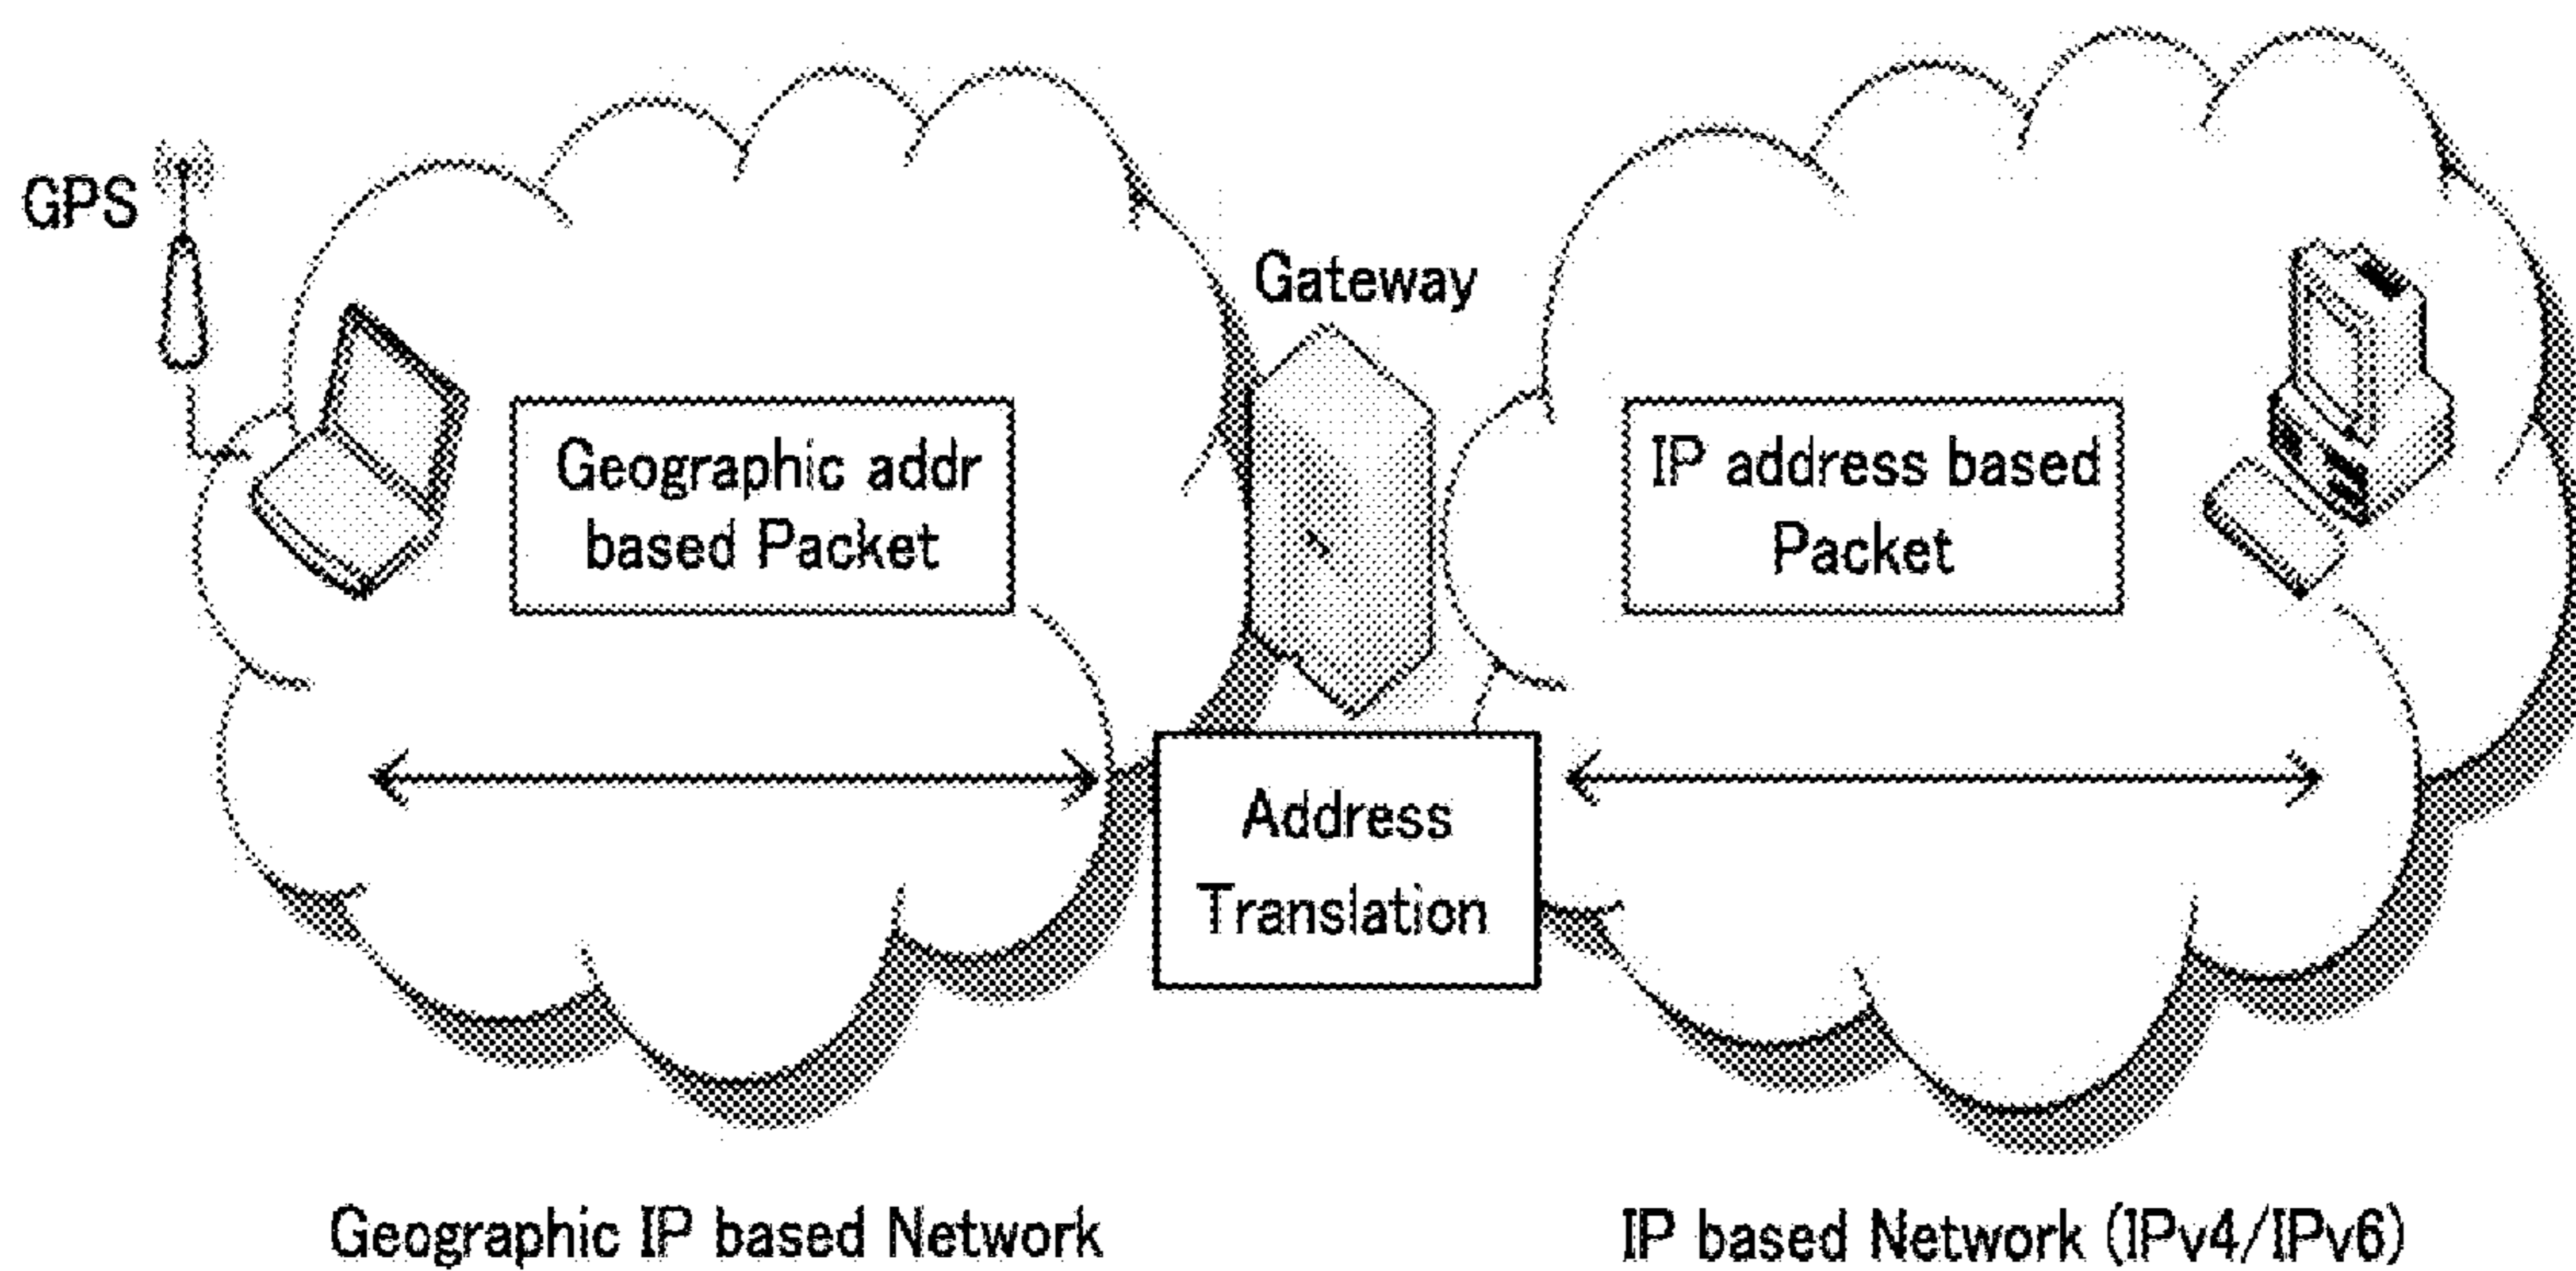 GPS
Gateway
Geographic addr
based Packet
IP address based
Packet
Address
Translation
Geographic IP based Network
IP based Network (IPv4/IPv6)